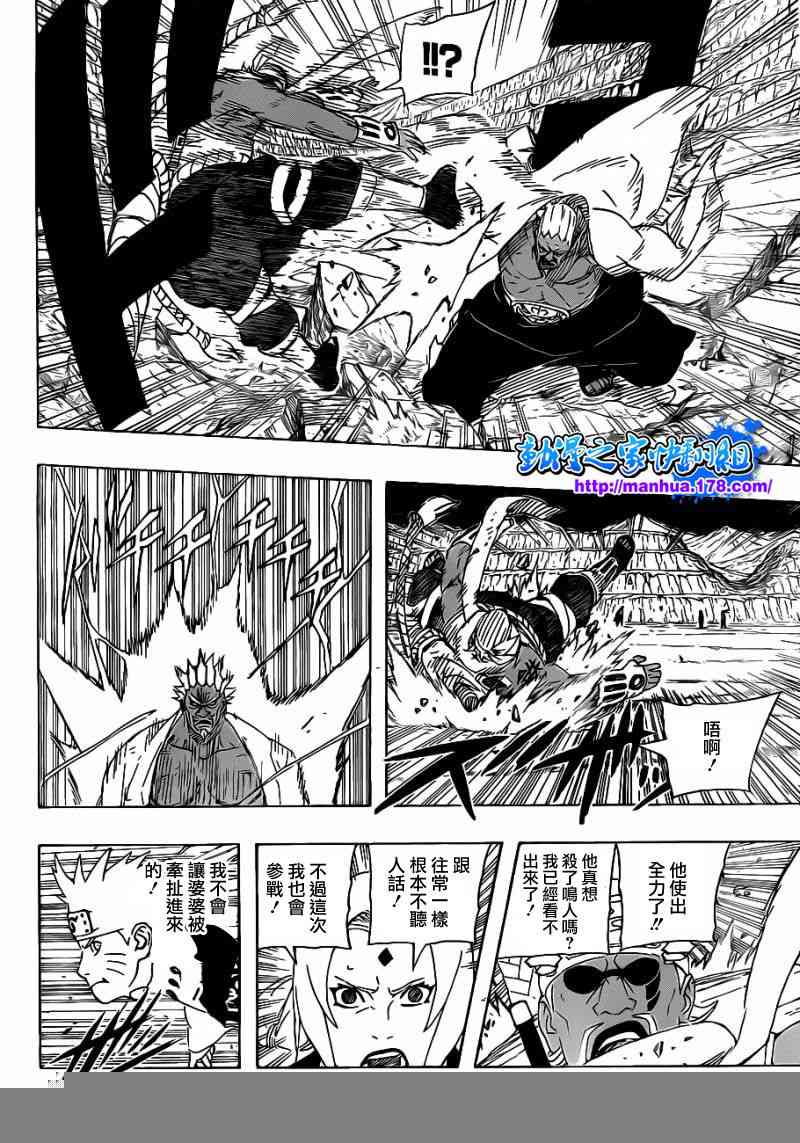 !!?
動漫之家快翻組
http://manhua.178.com/
唔
啊
!
他使出
全力了!!
他真想
殺了鳴人嗎?
我已經看不
出來了!
跟
往常一樣
根本不聽
人話!
不過這次
我也會
參戰!
我不會
讓婆婆被
牽扯進來
的!